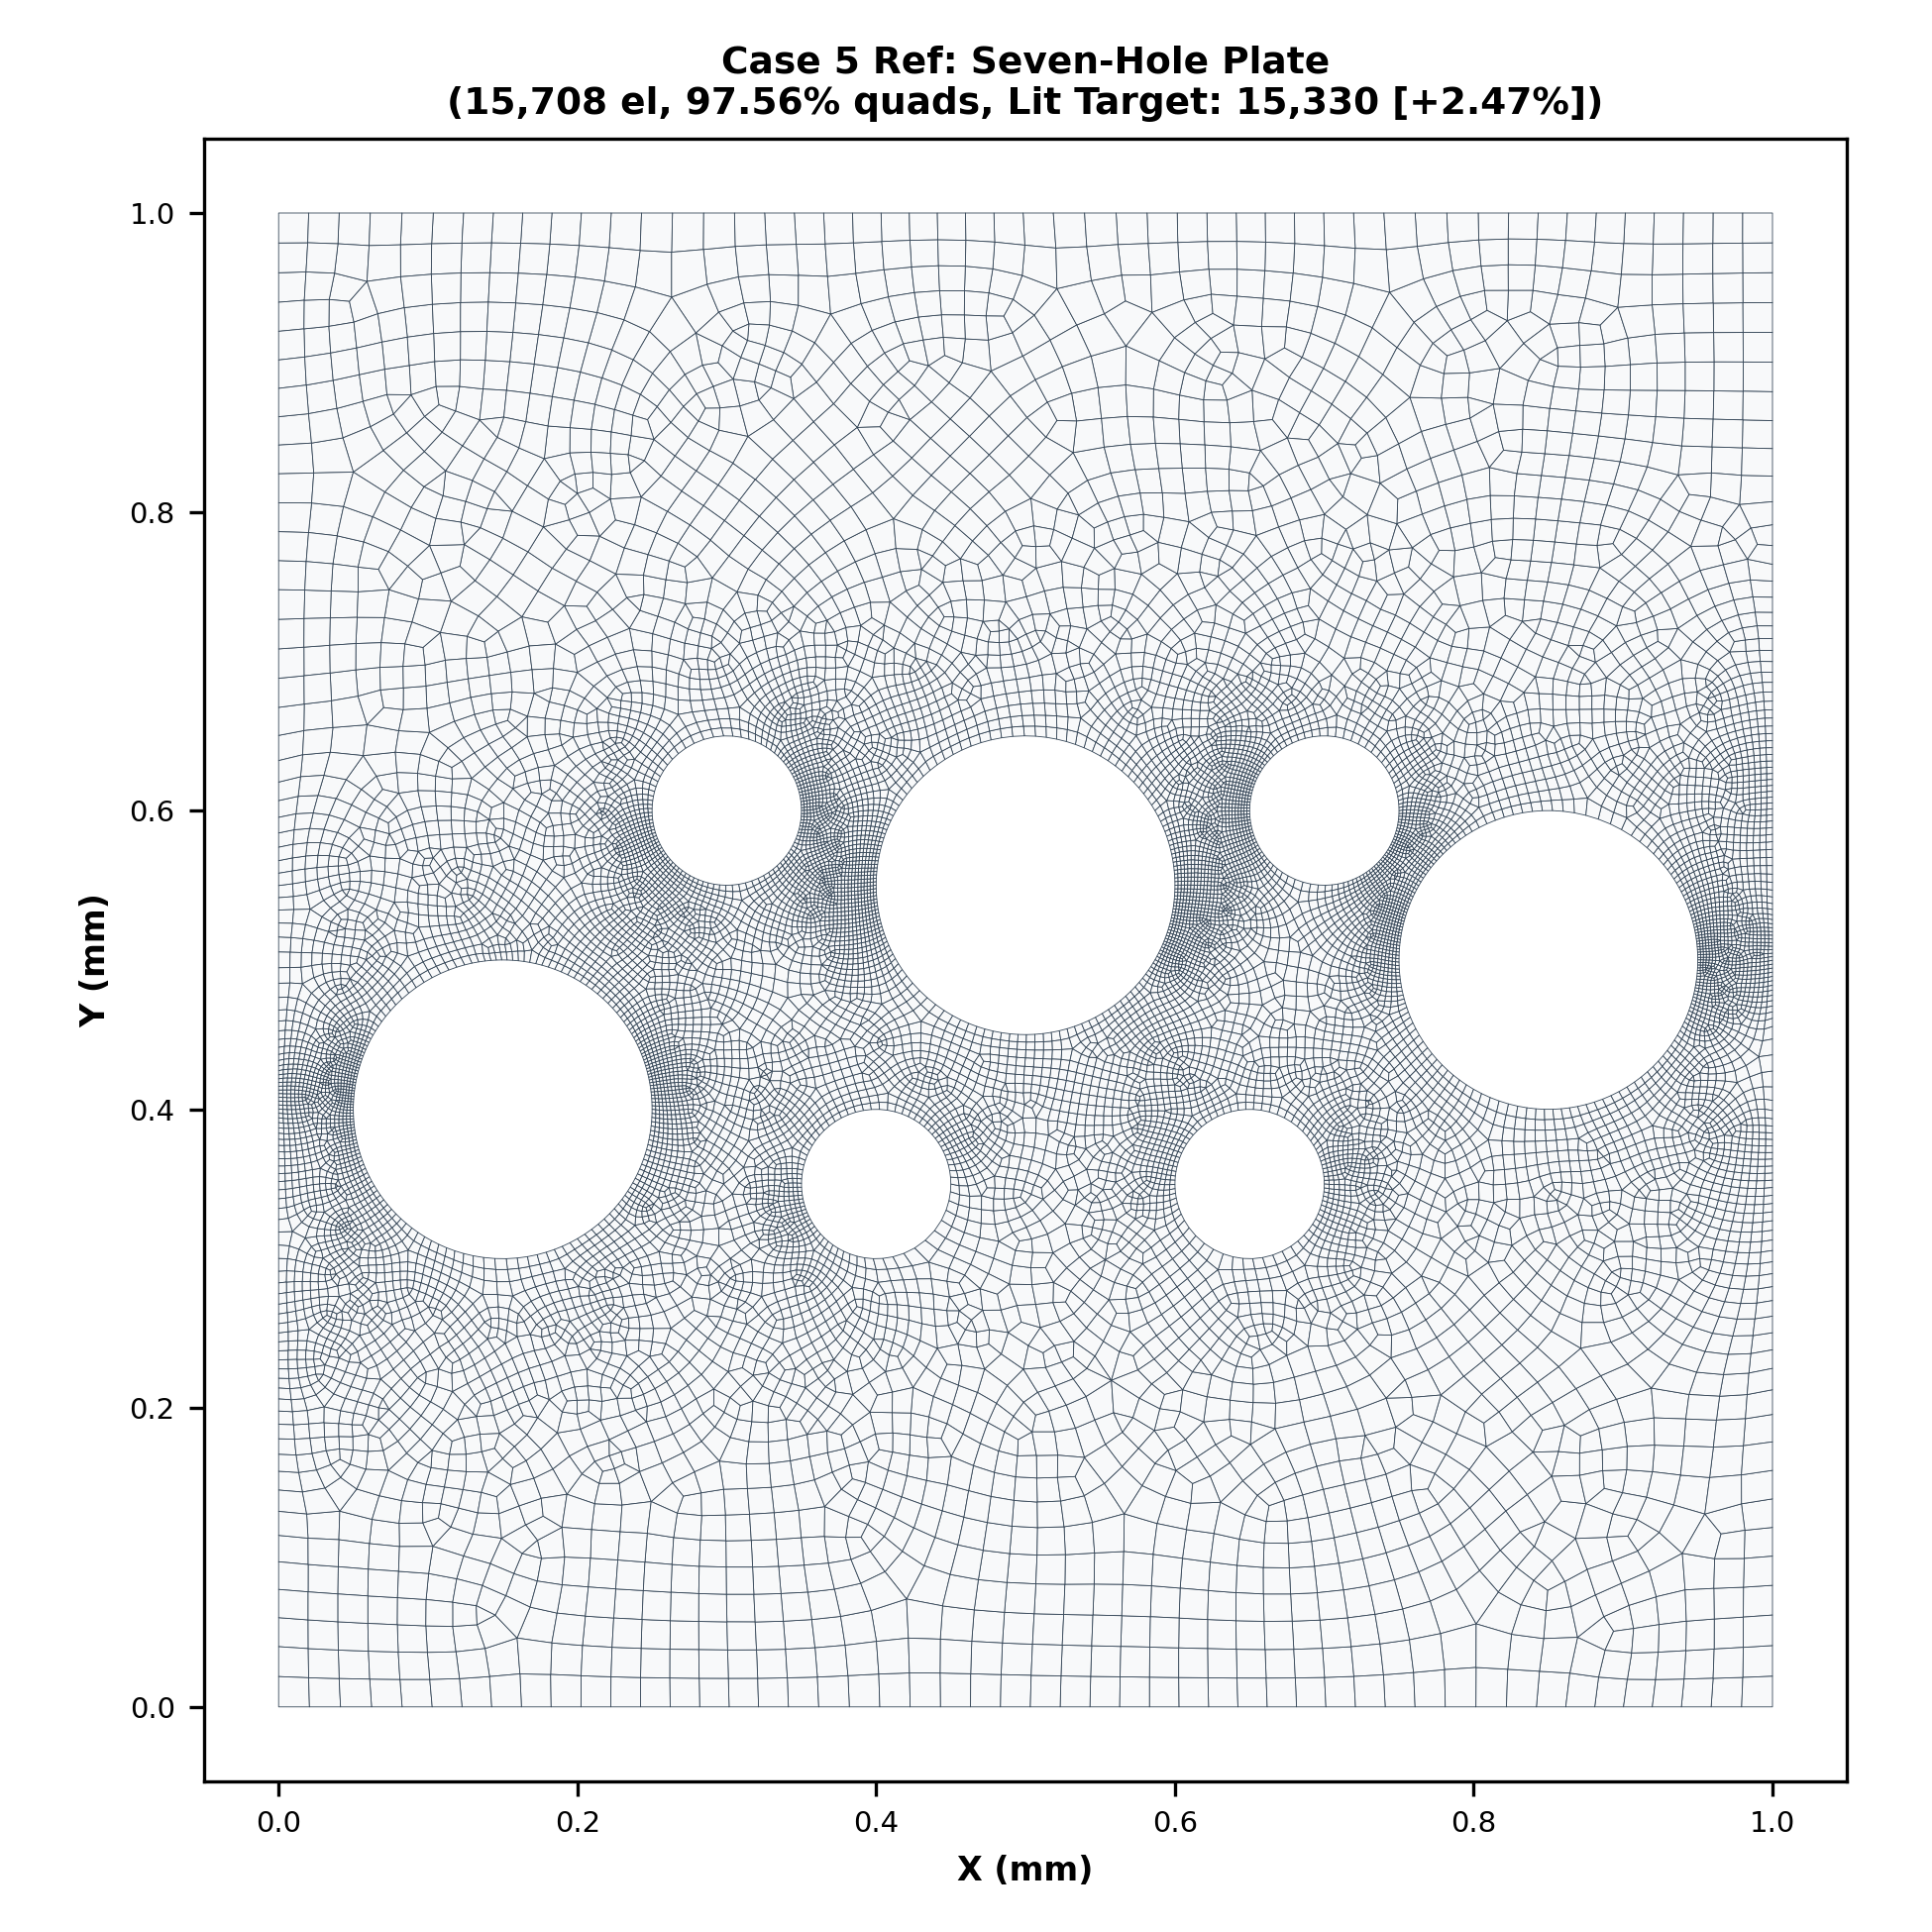 Case 5 Ref: Seven-Hole Plate
(15,708 el, 97.56% quads, Lit Target: 15,330 [+2.47%])
1.0
0.8
0.6
0.4
0.2
0.0
Y (mm)
0.0 0.2 0.4 0.6 0.8 1.0
X (mm)